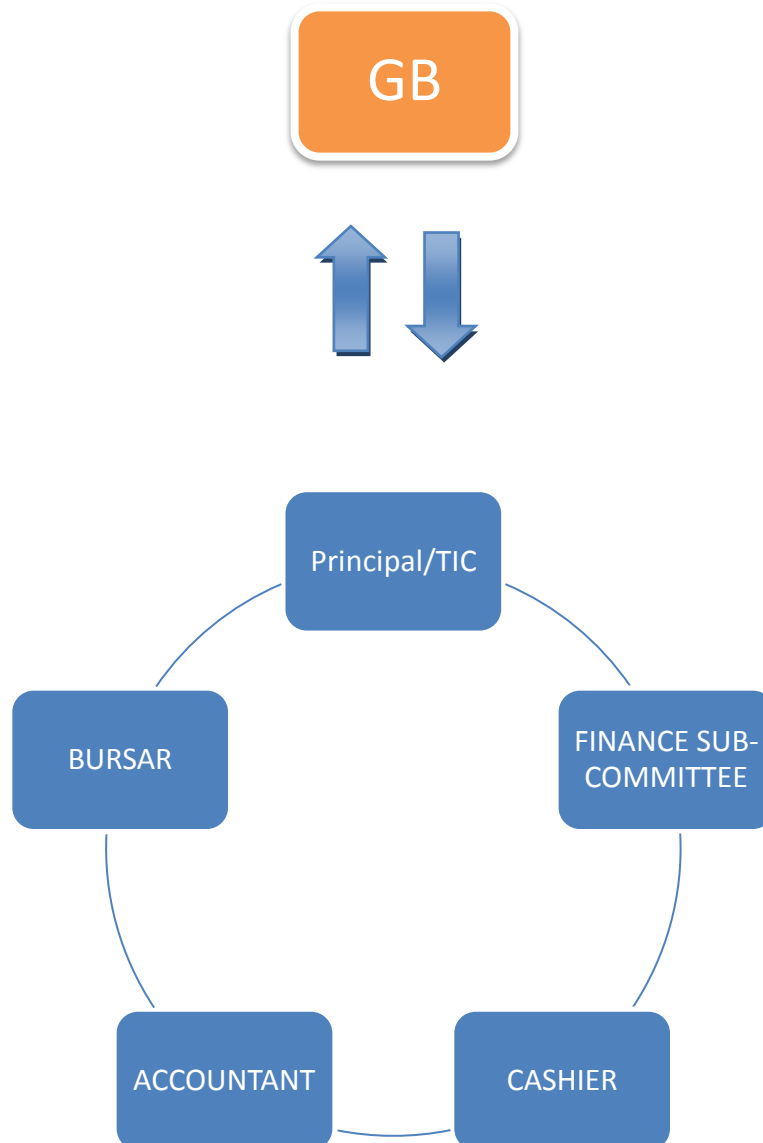 GB
Principal/TIC
BURSAR
FINANCE SUB-
COMMITTEE
ACCOUNTANT
CASHIER